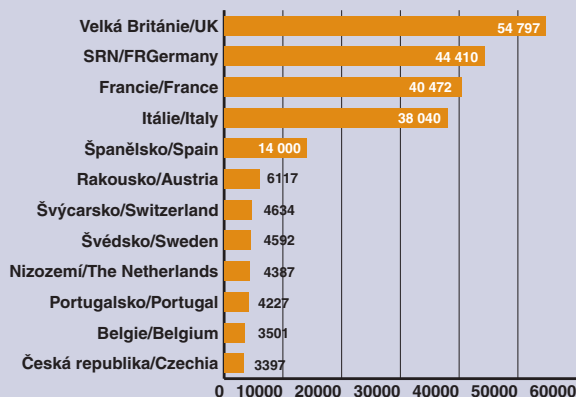 Velká Británie/UK 54 797
SRN/FRGermany 44 410
Francie/France 40 472
Itálie/Italy 38 040
Španělsko/Spain 14 000
Rakousko/Austria 6117
Švýcarsko/Switzerland 4634
Švédsko/Sweden 4592
Nizozemí/The Netherlands 4387
Portugalsko/Portugal 4227
Belgie/Belgium 3501
Česká republika/Czechia 3397
0 10000 20000 30000 40000 50000 60000